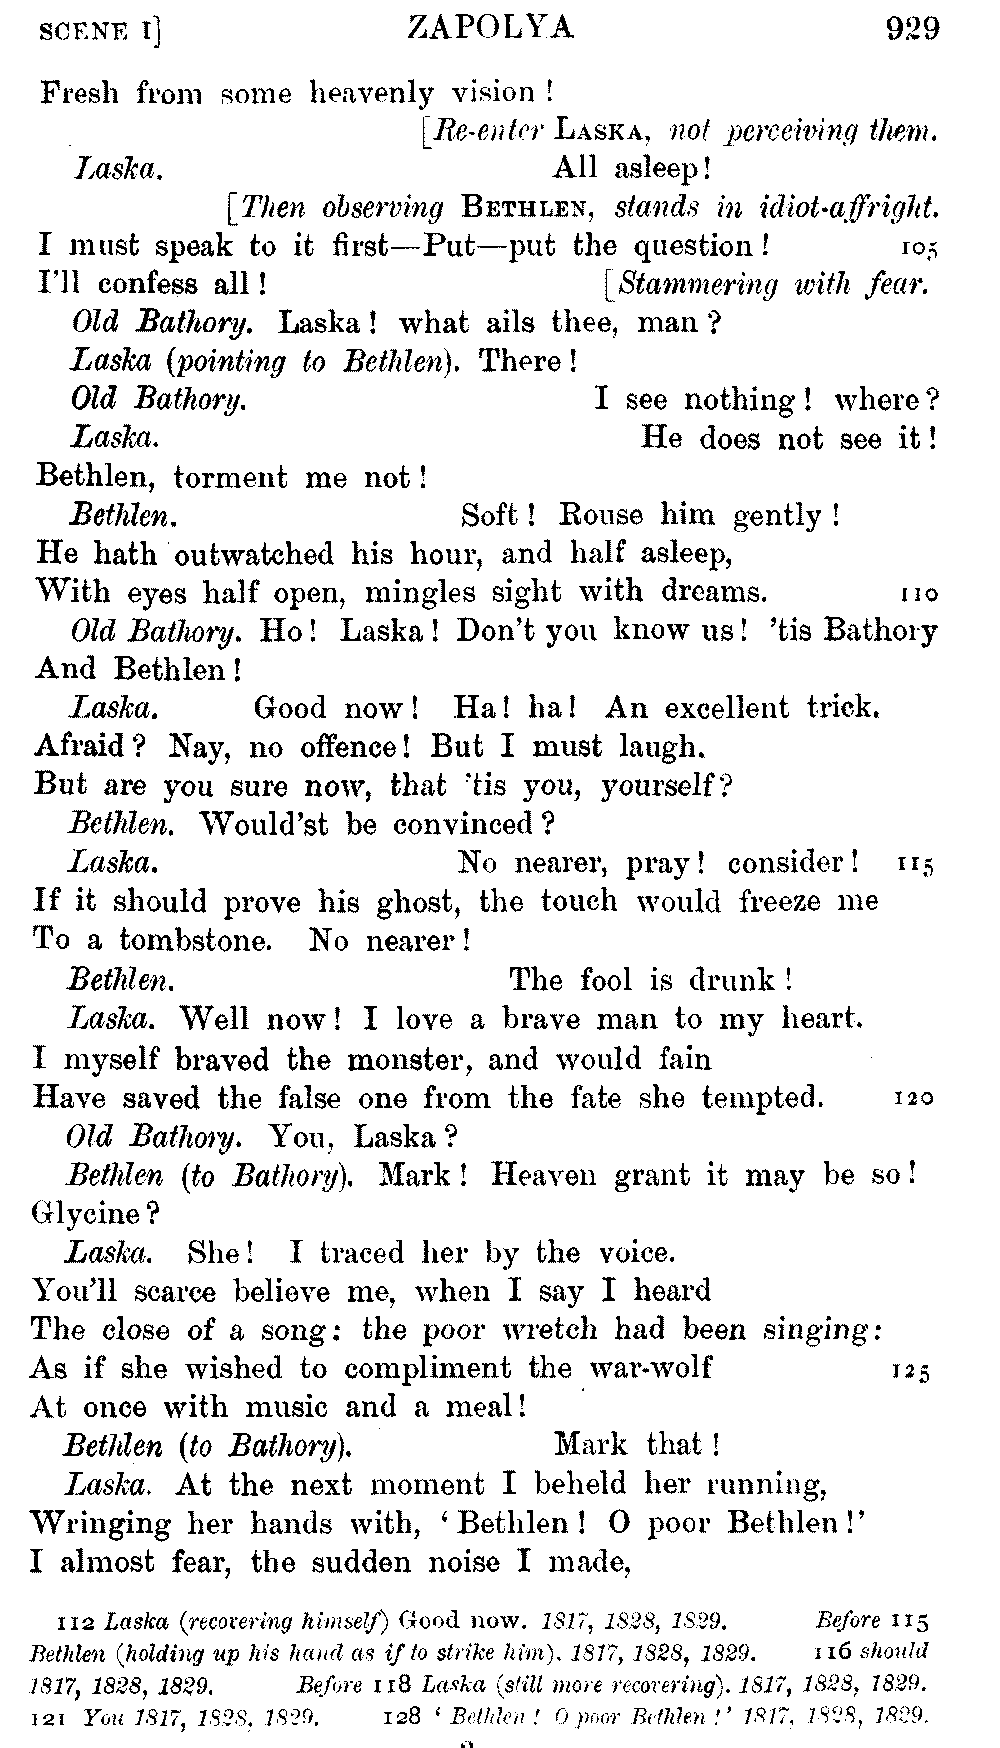 SCENE I] ZAPOLYA 929
Fresh from some heavenly vision !
[Re-enter LASKA, not perceiving them.
Laska. All asleep!
[Then observing BETHLEN, stands in idiot-affright.
I must speak to it first—Put—put the question ! 105
I'll confess all ! [Stammering with fear.
Old Bathory. Laska ! what ails thee, man ?
Laska (pointing to Bethlen). There !
Old Bathory. I see nothing ! where ?
Laska. He does not see it !
Bethlen, torment me not !
Bethlen. Soft ! Rouse him gently !
He hath outwatched his hour, and half asleep,
With eyes half open, mingles sight with dreams. 110
Old Bathory. Ho ! Laska ! Don't you know us ! 'tis Bathory
And Bethlen !
Laska. Good now ! Ha ! ha ! An excellent trick.
Afraid ? Nay, no offence ! But I must laugh.
But are you sure now, that 'tis you, yourself ?
Bethlen. Would'st be convinced ?
Laska. No nearer, pray ! consider ! 115
If it should prove his ghost, the touch would freeze me
To a tombstone. No nearer !
Bethlen. The fool is drunk !
Laska. Well now ! I love a brave man to my heart.
I myself braved the monster, and would fain
Have saved the false one from the fate she tempted. 120
Old Bathory. You, Laska ?
Bethlen (to Bathory). Mark ! Heaven grant it may be so !
Glycine ?
Laska. She ! I traced her by the voice.
You'll scarce believe me, when I say I heard
The close of a song : the poor wretch had been singing :
As if she wished to compliment the war-wolf 125
At once with music and a meal !
Bethlen (to Bathory). Mark that !
Laska. At the next moment I beheld her running,
Wringing her hands with, ' Bethlen ! O poor Bethlen !'
I almost fear, the sudden noise I made,
112 Laska (recovering himself) Good now. 1817, 1828, 1829. Before 115
Bethlen (holding up his hand as if to strike him). 1817, 1828, 1829. 116 should
1817, 1828, 1829. Before 118 Laska (still more recovering). 1817, 1828, 1829.
121 You 1817, 1828, 1829. 128 ' Bethlen ! O poor Bethlen !' 1817, 1828, 1829.